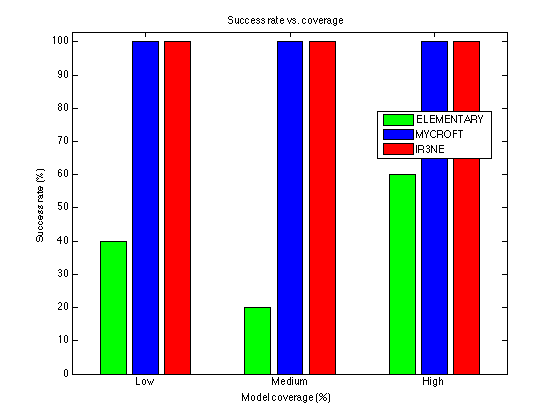 Success rate vs. coverage
100
90
80
70
60
50
40
30
20
10
0
Success rate (%)
ELEMENTARY
MYCROFT
IR3NE
Low Medium High
Model coverage (%)